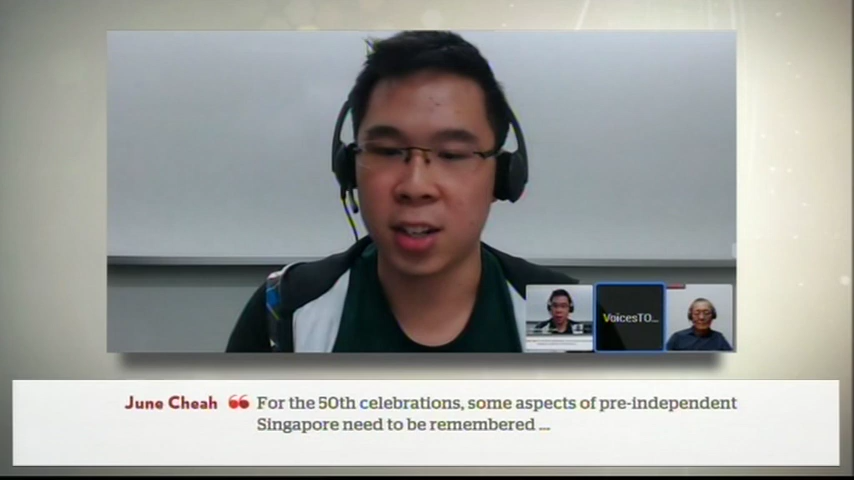 VoicesTO...
June Cheah “ For the 50th celebrations, some aspects of pre-independent
Singapore need to be remembered ...